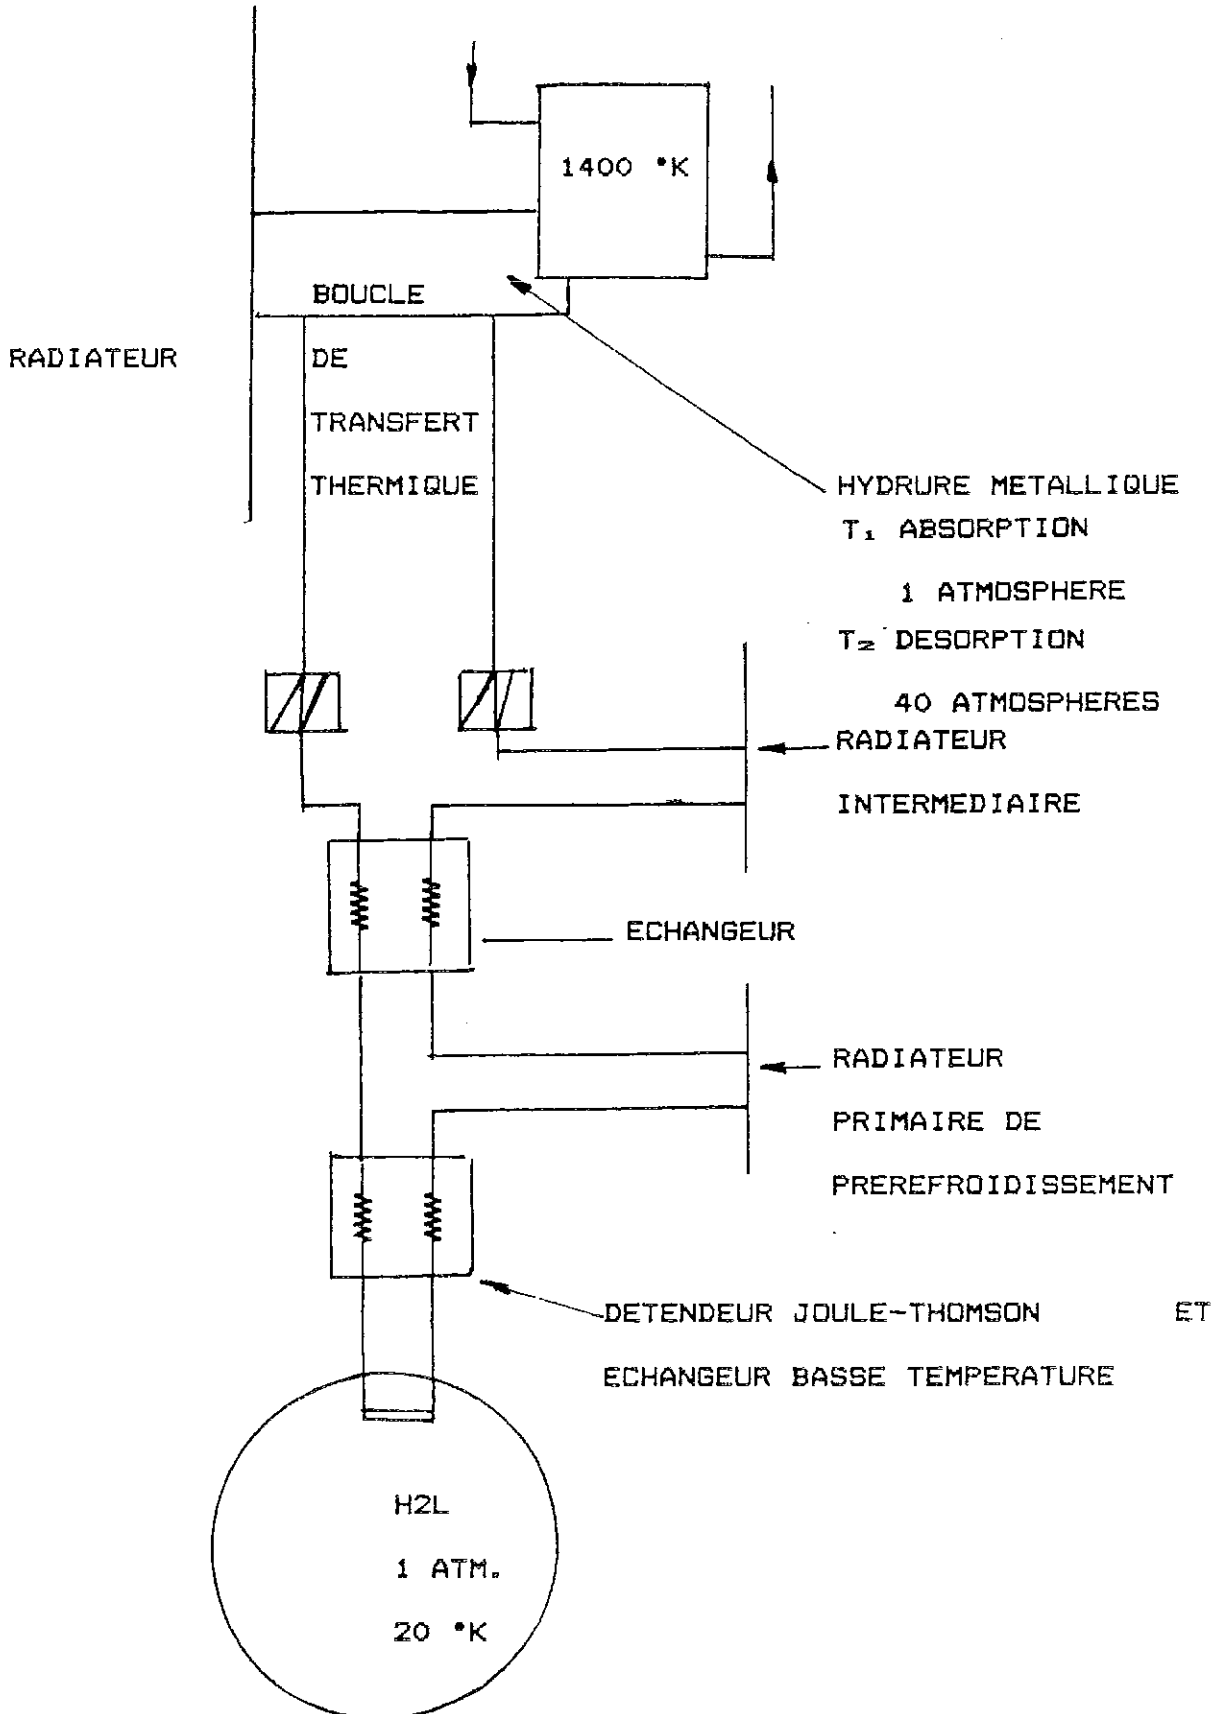 1400 °K
BOUCLE
RADIATEUR
DE
TRANSFERT
THERMIQUE
HYDRURE METALLIQUE
T₁ ABSORPTION
1 ATMOSPHERE
T₂ DESORPTION
40 ATMOSPHERES
RADIATEUR
INTERMEDIAIRE
ECHANGEUR
RADIATEUR
PRIMAIRE DE
PREREFROIDISSEMENT
DETENDEUR JOULE-THOMSON ET
ECHANGEUR BASSE TEMPERATURE
H2L
1 ATM.
20 °K